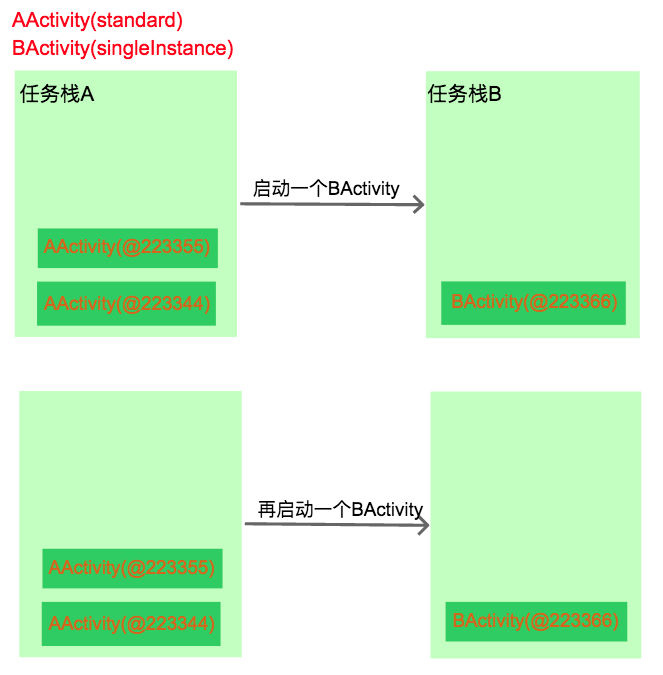 AActivity(standard)
BActivity(singleInstance)
任务栈A
任务栈B
启动一个BActivity
AActivity(@223355)
AActivity(@223344)
BActivity(@223366)
再启动一个BActivity
AActivity(@223355)
AActivity(@223344)
BActivity(@223366)